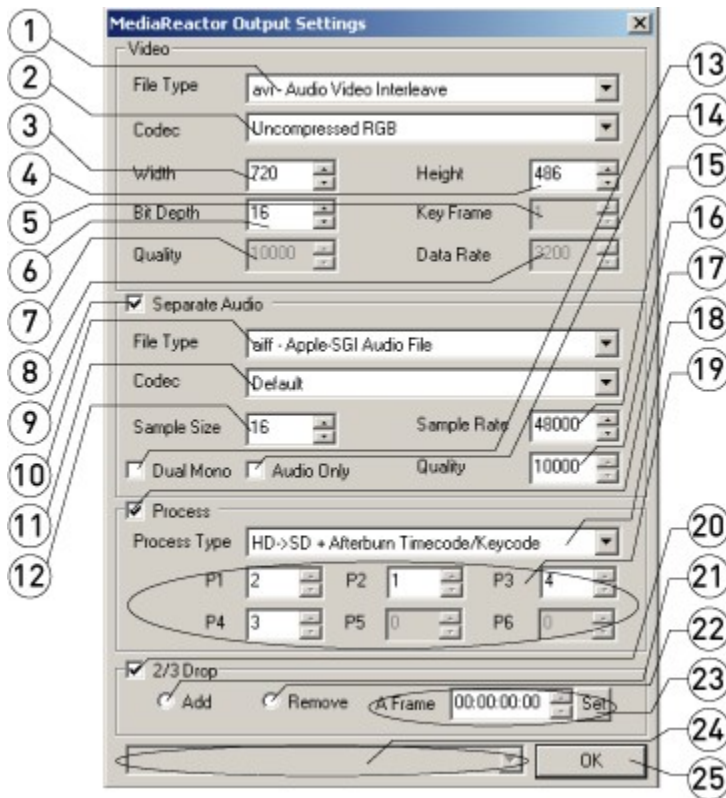 MediaReactor Output Settings
Video
File Type avi - Audio Video Interleave
Codec Uncompressed RGB
Width 720 Height 486
Bit Depth 16 Key Frame 1
Quality 10000 Data Rate 3200
Separate Audio
File Type aiff - Apple-SGI Audio File
Codec Default
Sample Size 16 Sample Rate 48000
Dual Mono Audio Only Quality 10000
Process
Process Type HD->SD + Afterburn Timecode/Keycode
P1 2 P2 1 P3 4
P4 3 P5 0 P6 0
2/3 Drop
Add Remove A Frame 00:00:00:00 Set
OK
1
2
3
4
5
6
7
8
9
10
11
12
13
14
15
16
17
18
19
20
21
22
23
24
25